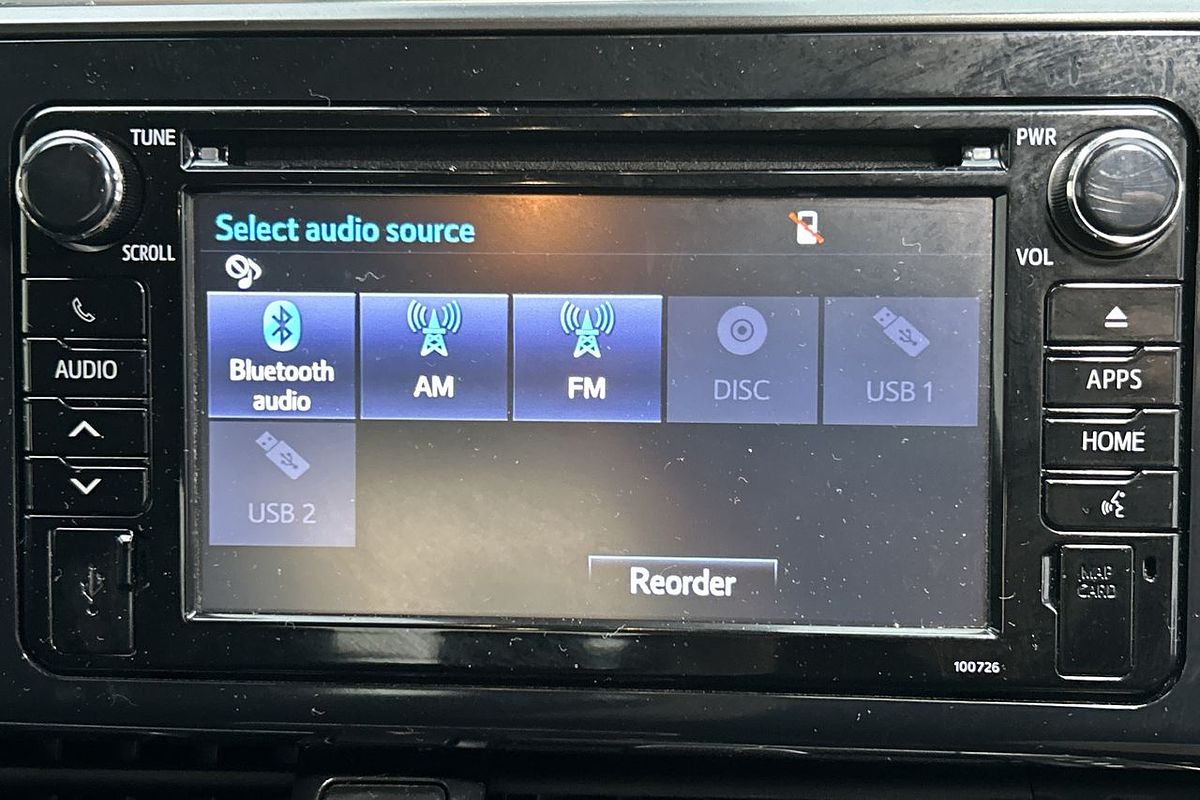 TUNE
PWR
SCROLL
VOL
Select audio source
Bluetooth
audio
AM
FM
DISC
USB 1
USB 2
Reorder
AUDIO
APPS
HOME
MAP
CARD
100726